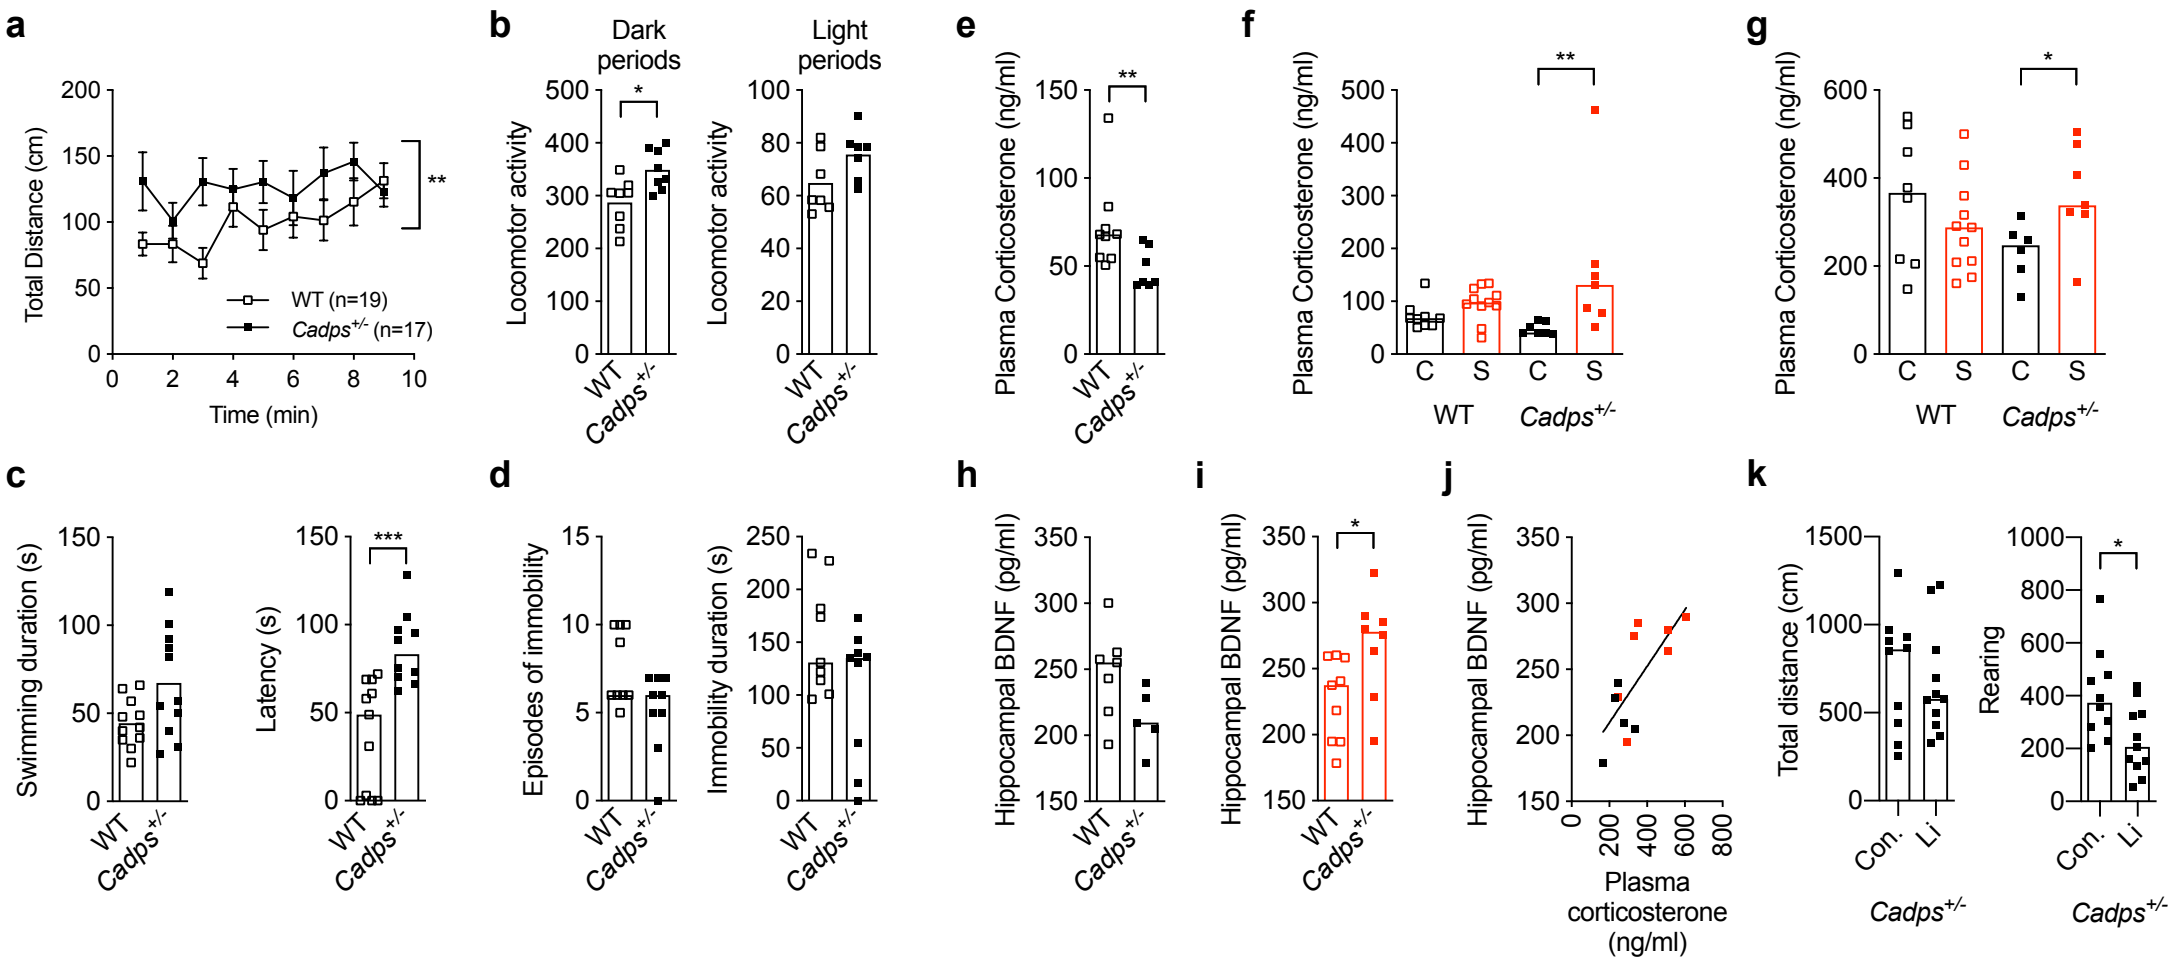 a
Total Distance (cm)
200
150
100
50
0
0 2 4 6 8 10
Time (min)
**
WT (n=19)
Cadps+/- (n=17)
b
Dark
periods
Locomotor activity
500
400
300
200
100
0
*
WT
Cadps+/-
Light
periods
Locomotor activity
100
80
60
40
20
0
WT
Cadps+/-
e
Plasma Corticosterone (ng/ml)
150
100
50
0
**
WT
Cadps+/-
f
Plasma Corticosterone (ng/ml)
500
400
300
200
100
0
**
C S C S
WT Cadps+/-
g
Plasma Corticosterone (ng/ml)
600
400
200
0
*
C S C S
WT Cadps+/-
c
Swimming duration (s)
150
100
50
0
WT
Cadps+/-
Latency (s)
150
100
50
0
***
WT
Cadps+/-
d
Episodes of immobility
15
10
5
0
WT
Cadps+/-
Immobility duration (s)
250
200
150
100
50
0
WT
Cadps+/-
h
Hippocampal BDNF (pg/ml)
350
300
250
200
150
WT
Cadps+/-
i
Hippocampal BDNF (pg/ml)
350
300
250
200
150
*
WT
Cadps+/-
j
Hippocampal BDNF (pg/ml)
350
300
250
200
150
0 200 400 600 800
Plasma
corticosterone
(ng/ml)
k
Total distance (cm)
1500
1000
500
0
Con. Li
Cadps+/-
Rearing
1000
800
600
400
200
0
*
Con. Li
Cadps+/-